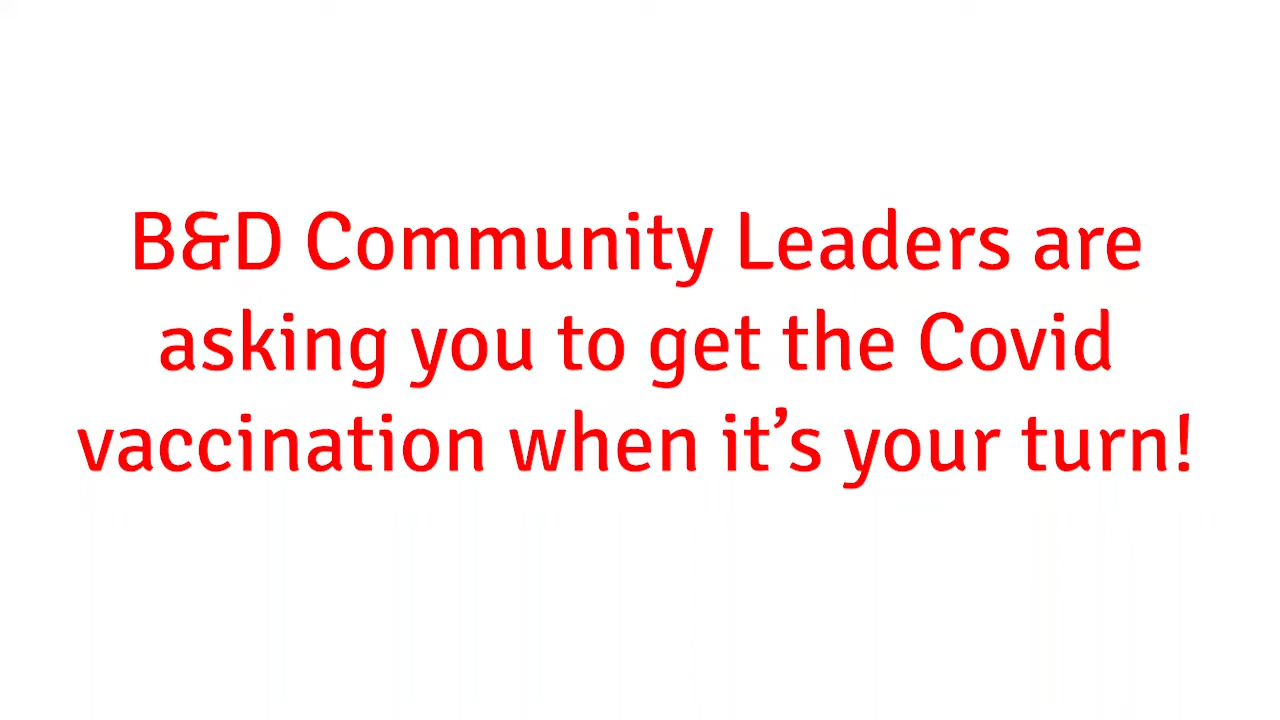 B&D Community Leaders are
asking you to get the Covid
vaccination when it’s your turn!